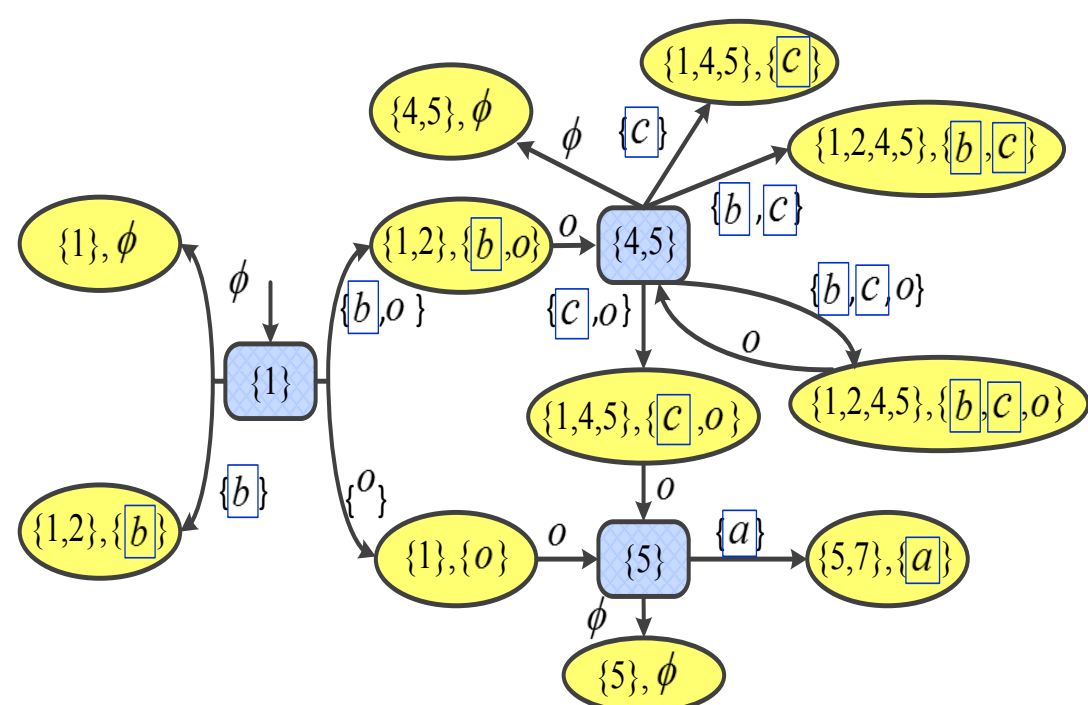 {1,4,5},{c}
{4,5},ϕ
ϕ
{c}
{1,2,4,5},{b,c}
{b,c}
{1},ϕ
{1,2},{b,o}
o
{4,5}
ϕ
{b,o}
{c,o}
{b,c,o}
o
{1}
{1,4,5},{c,o}
{1,2,4,5},{b,c,o}
{b}
{o}
o
{1,2},{b}
{1},{o}
o
{5}
{a}
{5,7},{a}
ϕ
{5},ϕ